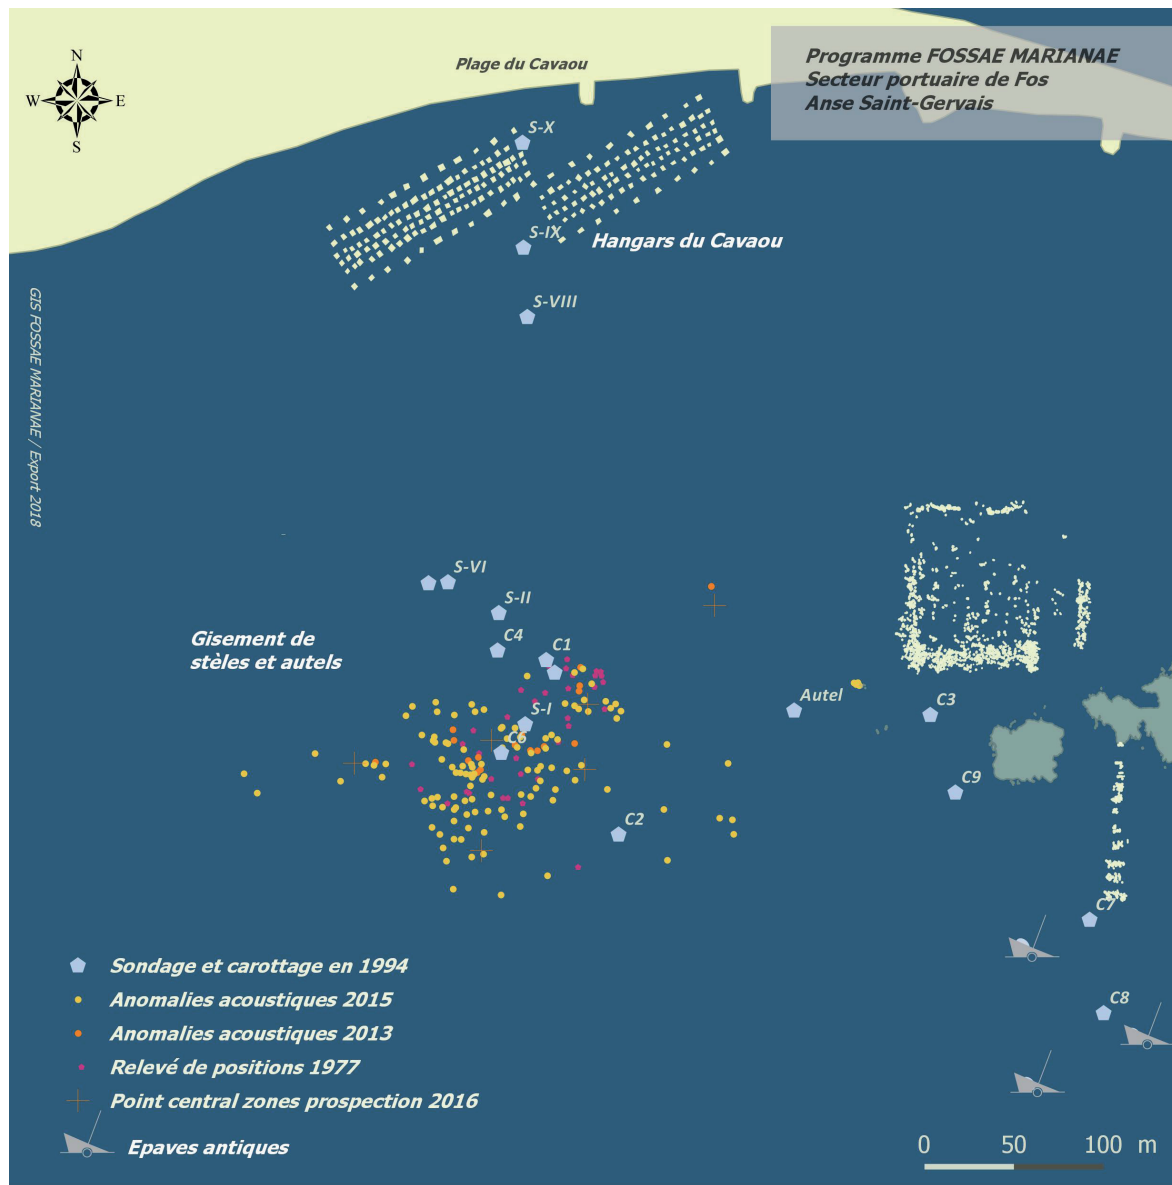 Plage du Cavaou
Programme FOSSAE MARIANAE
Secteur portuaire de Fos
Anse Saint-Gervais
N
W
E
S
S-X
S-IX
Hangars du Cavaou
S-VIII
GIS FOSSAE MARIANAE / Export 2018
S-VI
S-II
C4
C1
Gisement de
stèles et autels
S-I
C6
Autel
C3
C9
C2
C7
C8
Sondage et carottage en 1994
Anomalies acoustiques 2015
Anomalies acoustiques 2013
Relevé de positions 1977
Point central zones prospection 2016
Epaves antiques
0 50 100 m